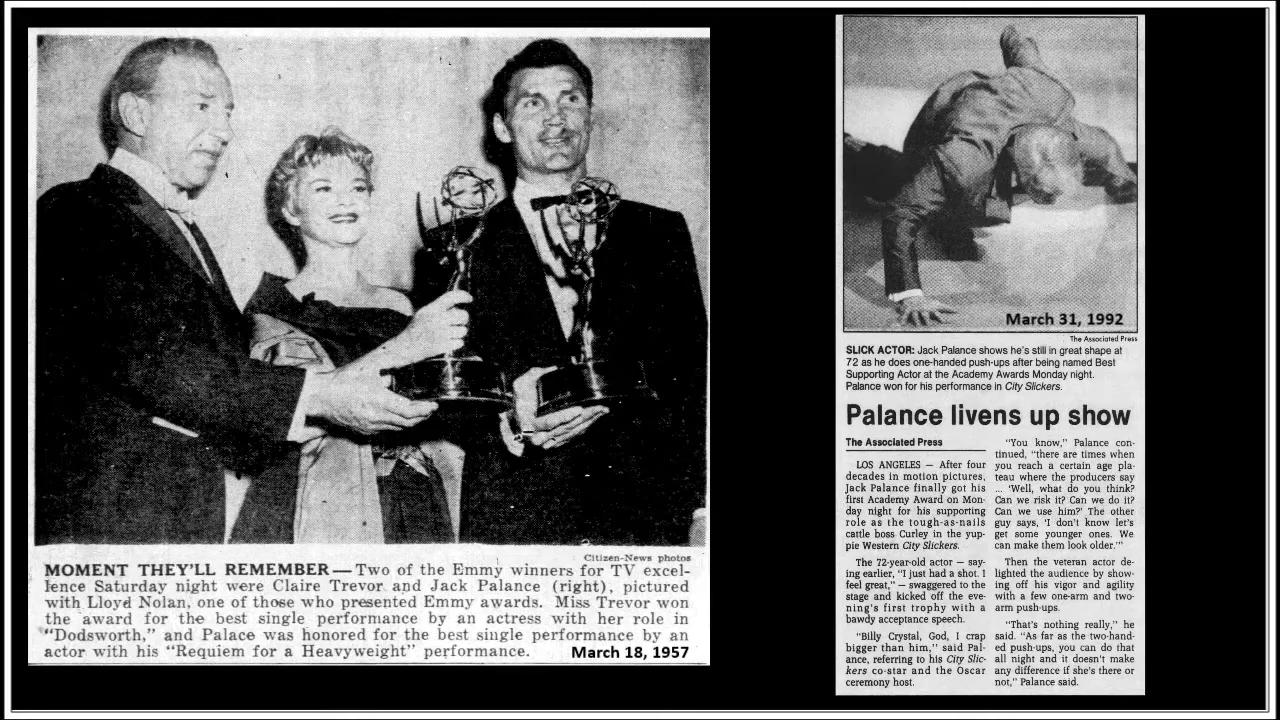 Citizen-News photos
MOMENT THEY'LL REMEMBER — Two of the Emmy winners for TV excel-
lence Saturday night were Claire Trevor and Jack Palance (right), pictured
with Lloyd Nolan, one of those who presented Emmy awards. Miss Trevor won
the award for the best single performance by an actress with her role in
"Dodsworth," and Palace was honored for the best single performance by an
actor with his "Requiem for a Heavyweight" performance.
March 18, 1957
March 31, 1992
The Associated Press
SLICK ACTOR: Jack Palance shows he's still in great shape at
72 as he does one-handed push-ups after being named Best
Supporting Actor at the Academy Awards Monday night.
Palance won for his performance in City Slickers.
Palance livens up show
The Associated Press
LOS ANGELES — After four
decades in motion pictures,
Jack Palance finally got his
first Academy Award on Mon-
day night for his supporting
role as the tough-as-nails
cattle boss Curley in the yup-
pie Western City Slickers.
The 72-year-old actor — say-
ing earlier, "I just had a shot. I
feel great," — swaggered to the
stage and kicked off the eve-
ning's first trophy with a
bawdy acceptance speech.
"Billy Crystal, God, I crap
bigger than him," said Pal-
ance, referring to his City Slic-
kers co-star and the Oscar
ceremony host.
"You know," Palance con-
tinued, "there are times when
you reach a certain age pla-
teau where the producers say
... 'Well, what do you think?
Can we risk it? Can we do it?
Can we use him?' The other
guy says, 'I don't know let's
get some younger ones. We
can make them look older.'"
Then the veteran actor de-
lighted the audience by show-
ing off his vigor and agility
with a few one-arm and two-
arm push-ups.
"That's nothing really," he
said. "As far as the two-hand-
ed push-ups, you can do that
all night and it doesn't make
any difference if she's there or
not," Palance said.